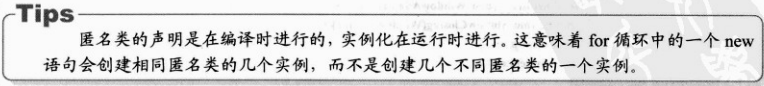 Tips
匿名类的声明是在编译时进行的，实例化在运行时进行。这意味着 for 循环中的一个 new
语句会创建相同匿名类的几个实例，而不是创建几个不同匿名类的一个实例。